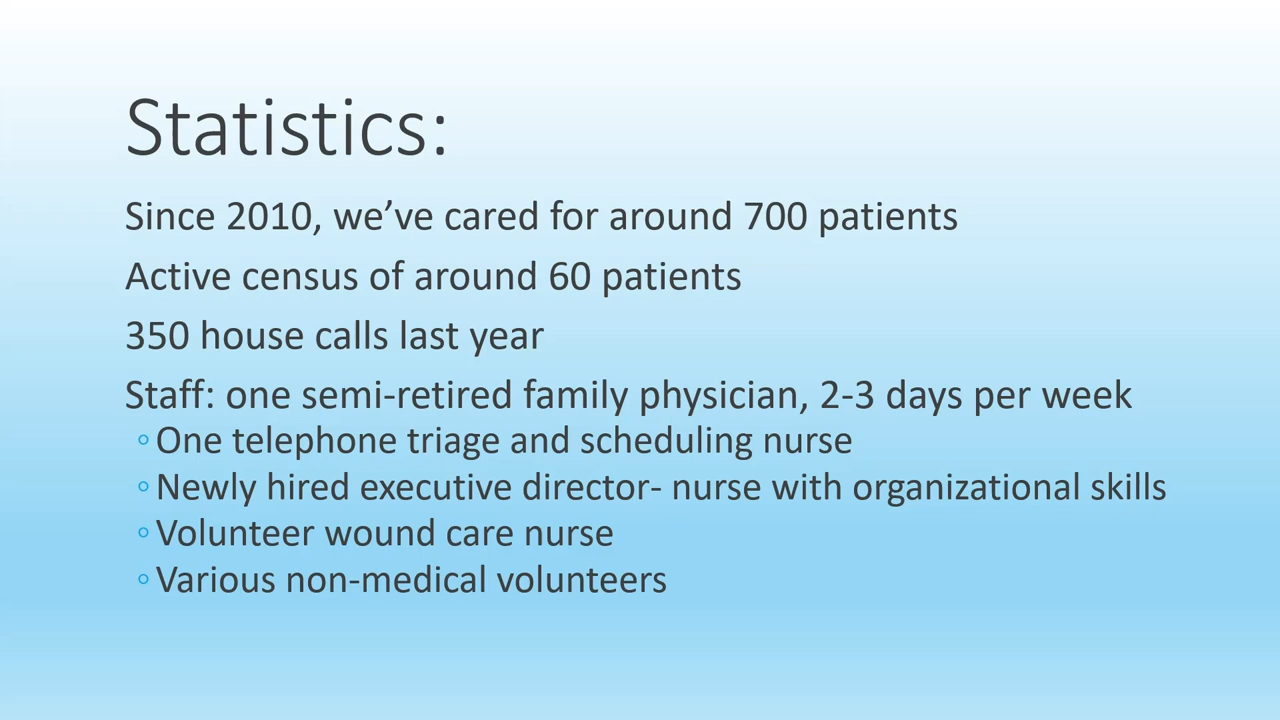 Statistics:
Since 2010, we’ve cared for around 700 patients
Active census of around 60 patients
350 house calls last year
Staff: one semi-retired family physician, 2-3 days per week
◦ One telephone triage and scheduling nurse
◦ Newly hired executive director- nurse with organizational skills
◦ Volunteer wound care nurse
◦ Various non-medical volunteers